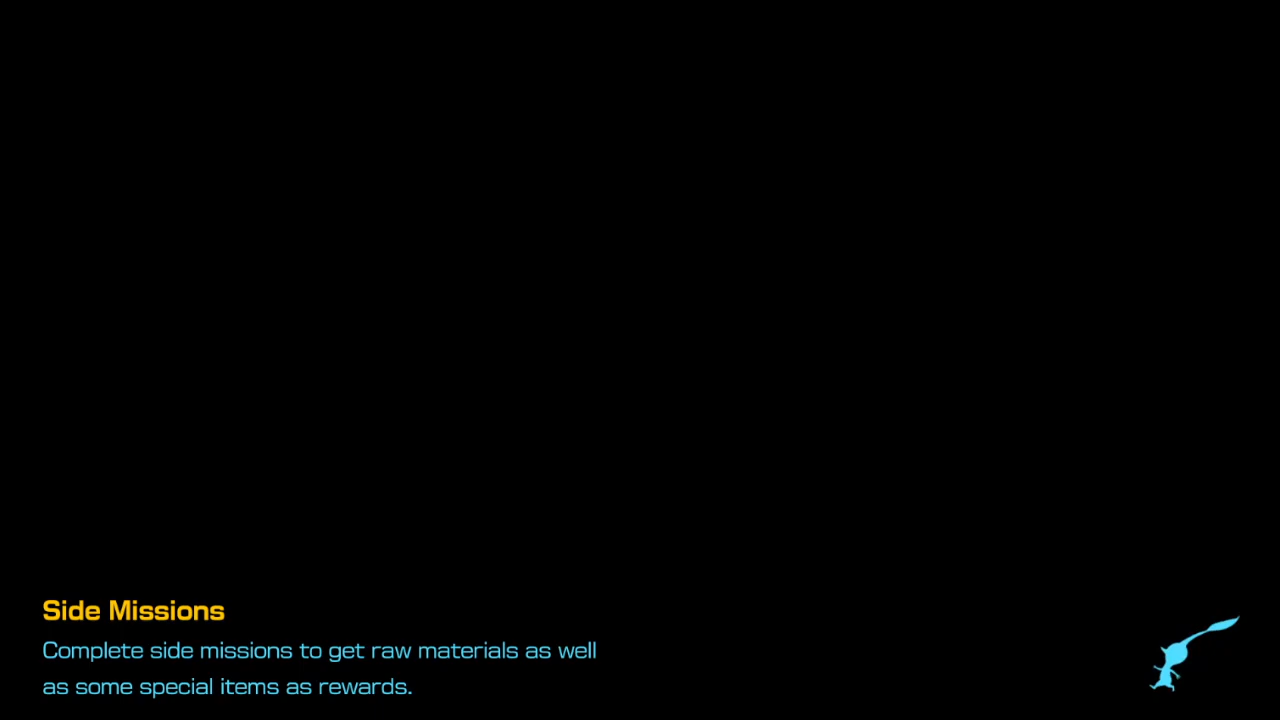 Side Missions
Complete side missions to get raw materials as well
as some special items as rewards.